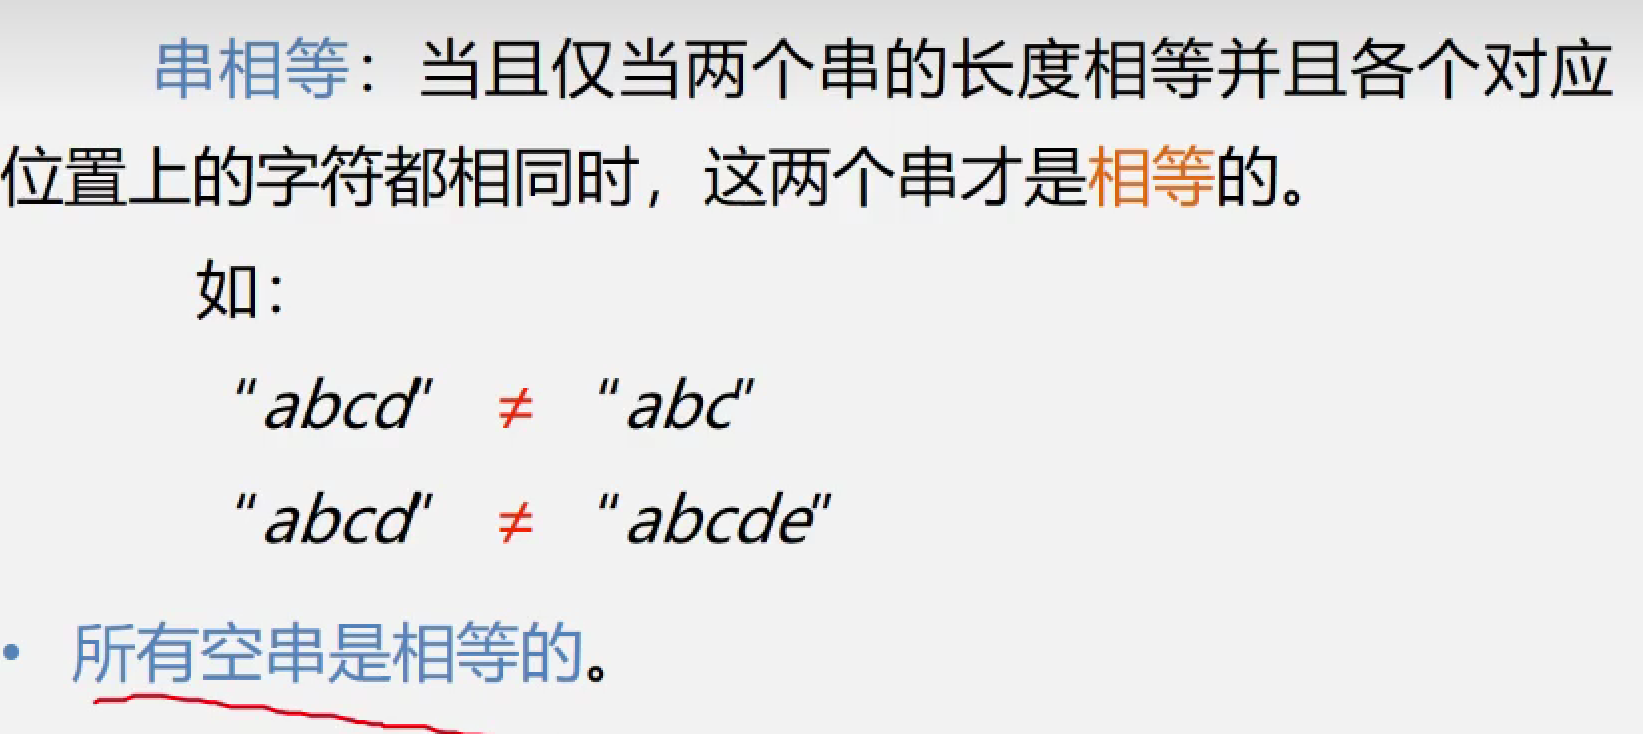 串相等：当且仅当两个串的长度相等并且各个对应
位置上的字符都相同时，这两个串才是相等的。
如：
“abcd” ≠ “abc”
“abcd” ≠ “abcde”
• 所有空串是相等的。